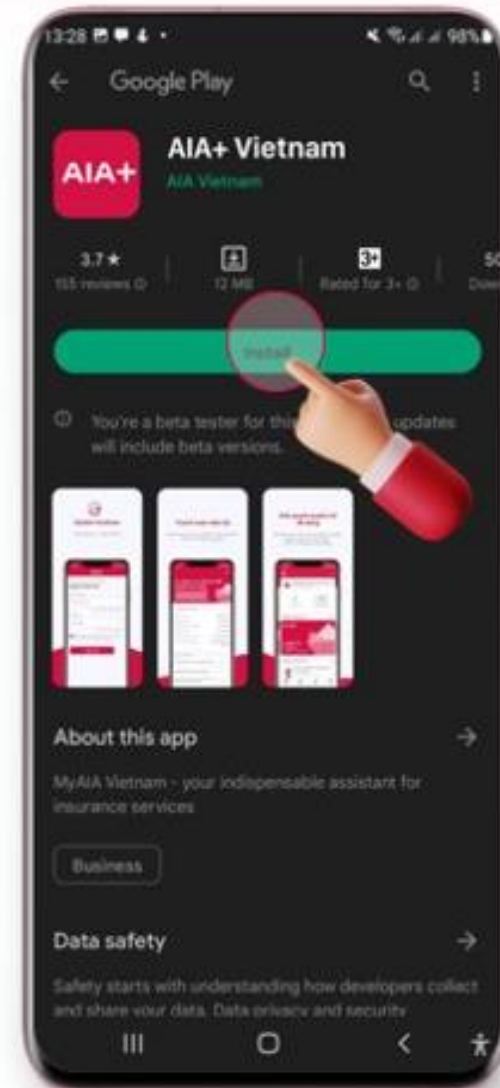 13:28
98%
Google Play
AIA+
AIA+ Vietnam
AIA Vietnam
3.7★
155 reviews
12 MB
3+
Rated for 3+
50
Down
Install
You're a beta tester for this updates
will include beta versions.
About this app
MyAIA Vietnam - your indispensable assistant for
insurance services
Business
Data safety
Safety starts with understanding how developers collect
and share your data. Data privacy and security